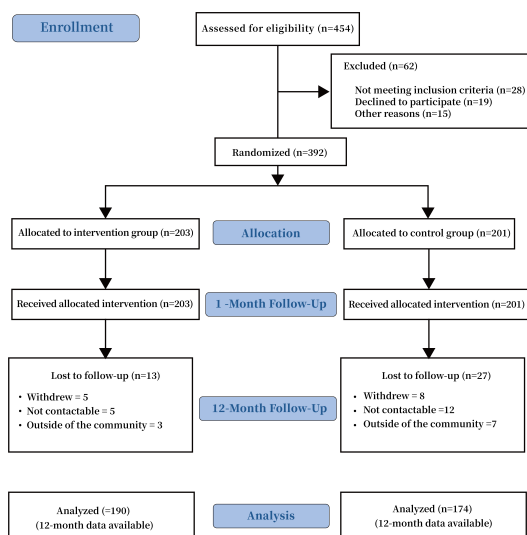 Enrollment
Assessed for eligibility (n=454)
Excluded (n=62)
Not meeting inclusion criteria (n=28)
Declined to participate (n=19)
Other reasons (n=15)
Randomized (n=392)
Allocated to intervention group (n=203)
Allocation
Allocated to control group (n=201)
Received allocated intervention (n=203)
1 -Month Follow-Up
Received allocated intervention (n=201)
Lost to follow-up (n=13)
• Withdrew = 5
• Not contactable = 5
• Outside of the community = 3
12-Month Follow-Up
Lost to follow-up (n=27)
• Withdrew = 8
• Not contactable =12
• Outside of the community =7
Analyzed (=190)
(12-month data available)
Analysis
Analyzed (n=174)
(12-month data available)